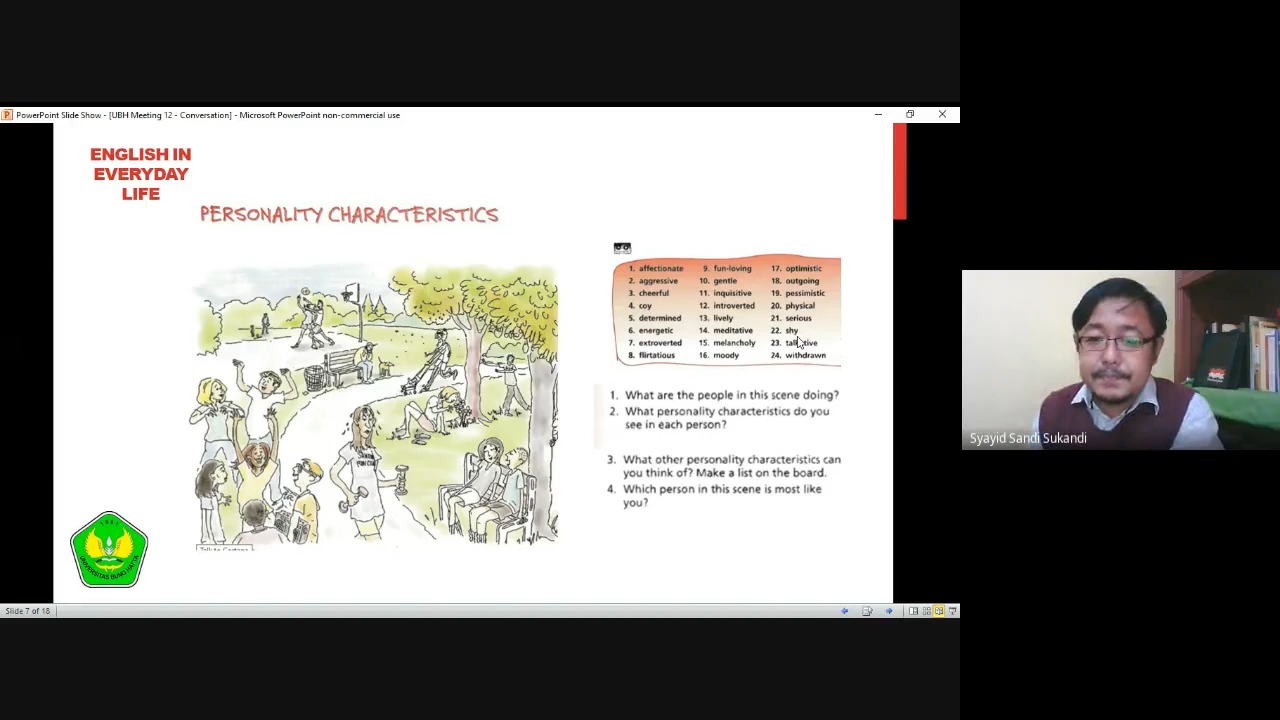 PowerPoint Slide Show - [UBH Meeting 12 - Conversation] - Microsoft PowerPoint non-commercial use
ENGLISH IN
EVERYDAY
LIFE
PERSONALITY CHARACTERISTICS
1. affectionate 9. fun-loving 17. optimistic
2. aggressive 10. gentle 18. outgoing
3. cheerful 11. inquisitive 19. pessimistic
4. coy 12. introverted 20. physical
5. determined 13. lively 21. serious
6. energetic 14. meditative 22. shy
7. extroverted 15. melancholy 23. talkative
8. flirtatious 16. moody 24. withdrawn
1. What are the people in this scene doing?
2. What personality characteristics do you
see in each person?
3. What other personality characteristics can
you think of? Make a list on the board.
4. Which person in this scene is most like
you?
UNIVERSITAS BUNG HATTA
Slide 7 of 18
Syayid Sandi Sukandi